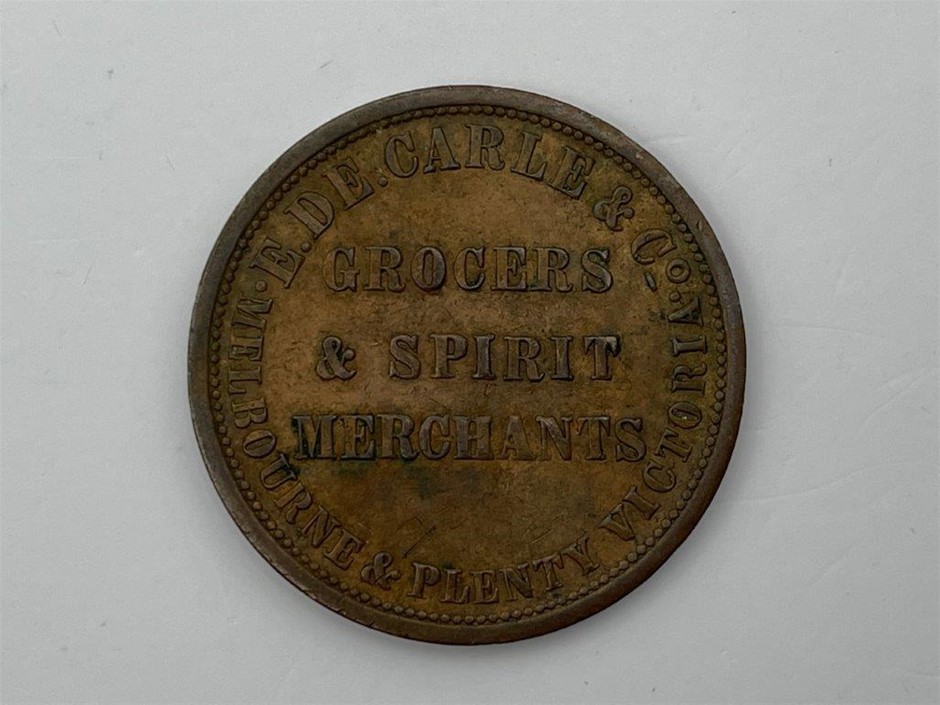 E. DE. CARLE & Co.
GROCERS
& SPIRIT
MERCHANTS
MELBOURNE & PLENTY VICTORIA